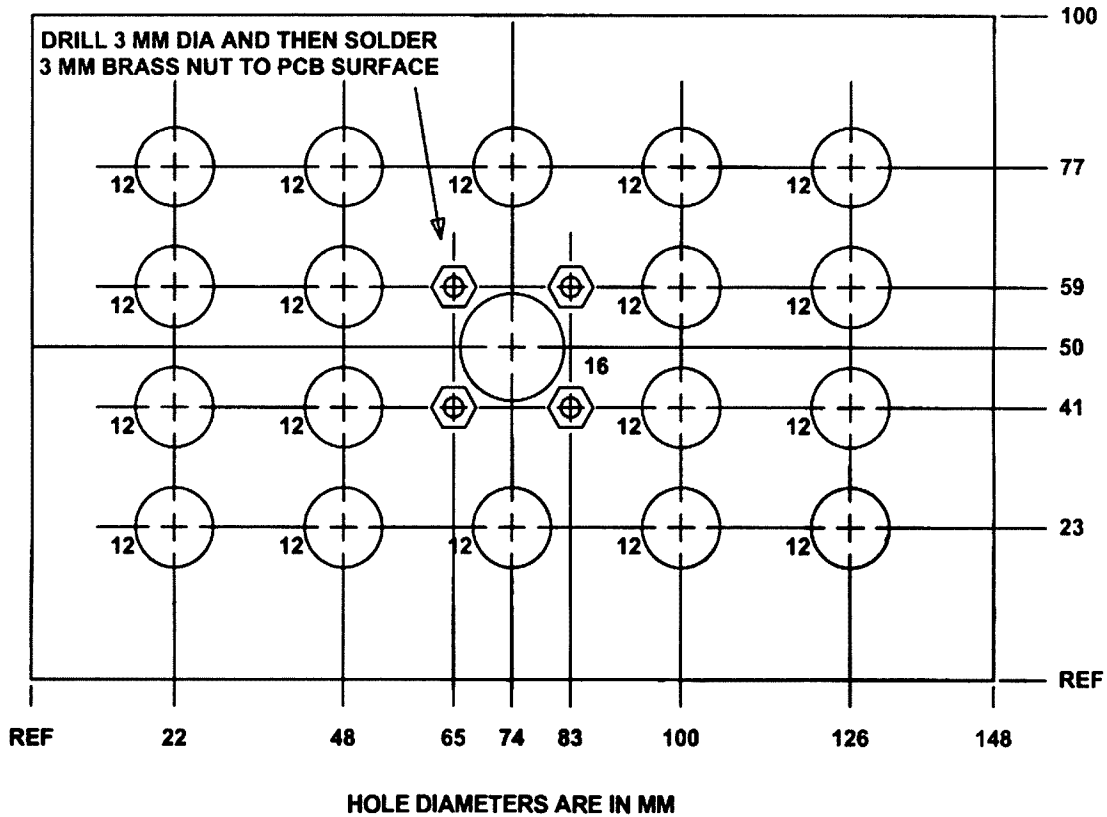 100
DRILL 3 MM DIA AND THEN SOLDER
3 MM BRASS NUT TO PCB SURFACE
12 12 12 12 12 77
12 12 12 12 59
16 50
12 12 12 12 41
12 12 12 12 12 23
REF
REF 22 48 65 74 83 100 126 148
HOLE DIAMETERS ARE IN MM